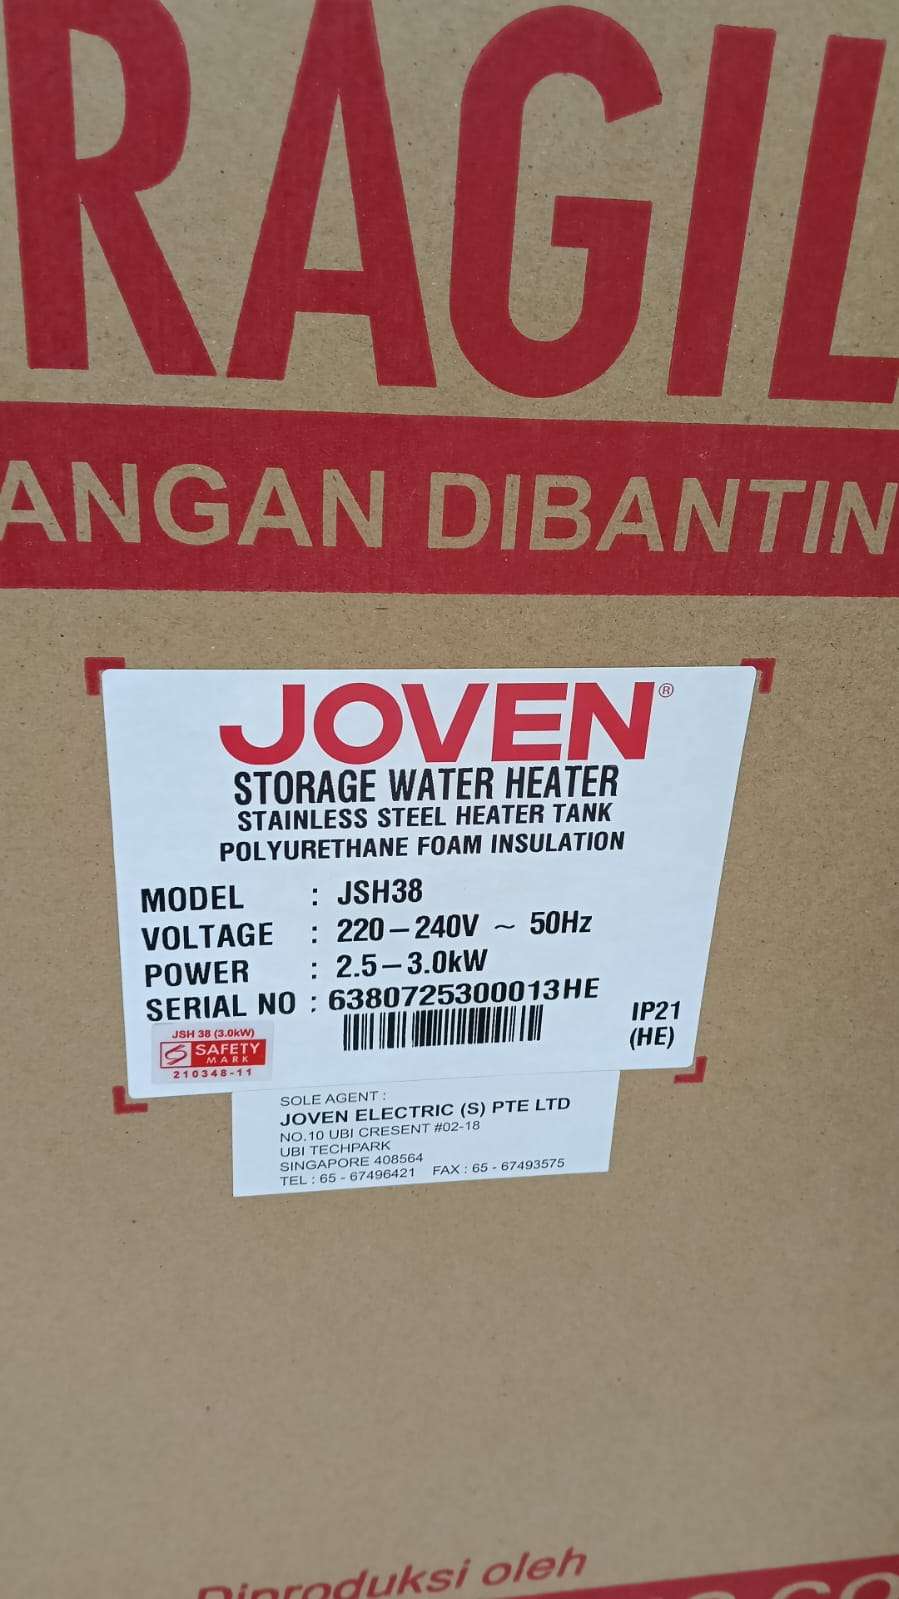 RAGIL
ANGAN DIBANTIN
JOVEN®
STORAGE WATER HEATER
STAINLESS STEEL HEATER TANK
POLYURETHANE FOAM INSULATION
MODEL : JSH38
VOLTAGE : 220–240V ~ 50Hz
POWER : 2.5–3.0kW
SERIAL NO : 6380725300013HE
IP21
(HE)
JSH 38 (3.0kW)
SAFETY
MARK
210348-11
SOLE AGENT :
JOVEN ELECTRIC (S) PTE LTD
NO.10 UBI CRESENT #02-18
UBI TECHPARK
SINGAPORE 408564
TEL : 65 - 67496421 FAX : 65 - 67493575
Diproduksi oleh